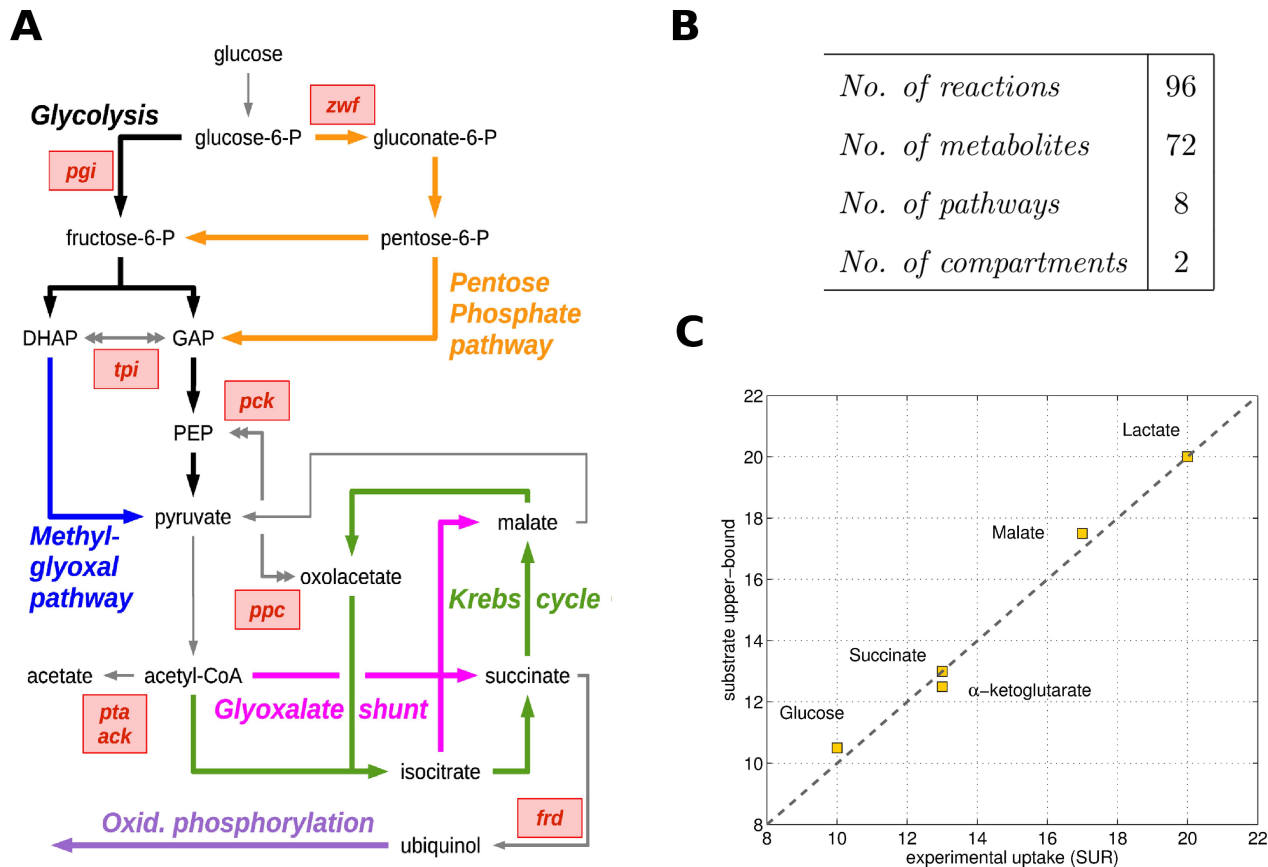 A
glucose
Glycolysis
zwf
glucose-6-P
gluconate-6-P
pgi
fructose-6-P
pentose-6-P
Pentose
Phosphate
pathway
DHAP
GAP
tpi
pck
PEP
pyruvate
malate
Methyl-
glyoxal
pathway
oxolacetate
ppc
Krebs cycle
acetate
acetyl-CoA
succinate
Glyoxalate shunt
pta
ack
isocitrate
frd
Oxid. phosphorylation
ubiquinol
B
No. of reactions 96
No. of metabolites 72
No. of pathways 8
No. of compartments 2
C
22
20
18
16
14
12
10
8
substrate upper-bound
Lactate
Malate
Succinate
α-ketoglutarate
Glucose
8 10 12 14 16 18 20 22
experimental uptake (SUR)